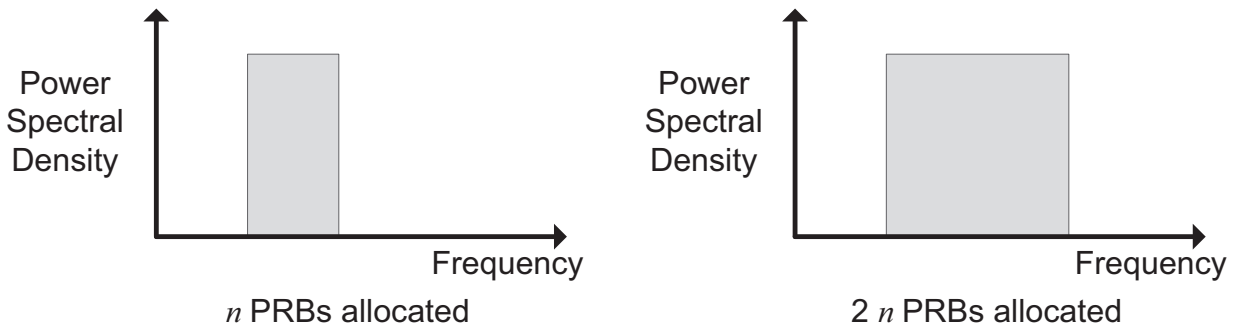 Power
Spectral
Density
Frequency
n PRBs allocated
Power
Spectral
Density
Frequency
2 n PRBs allocated